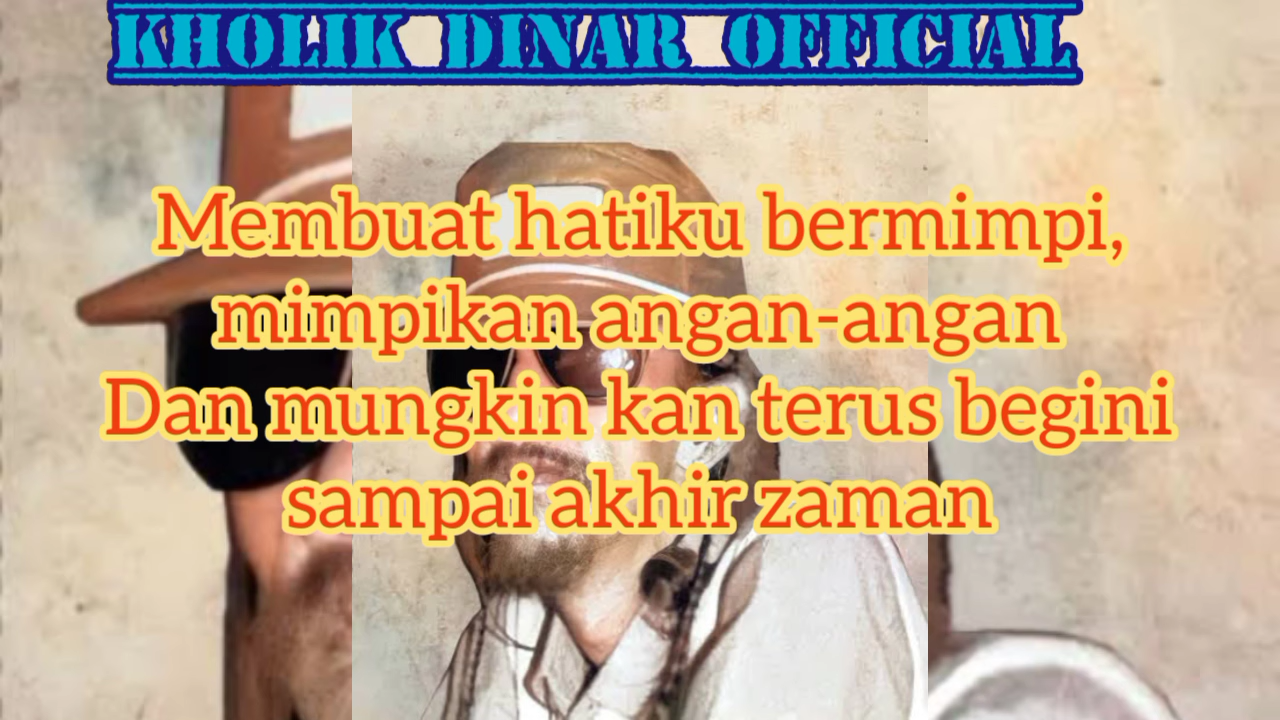 KHOLIK DINAR OFFICIAL
Membuat hatiku bermimpi,
mimpikan angan-angan
Dan mungkin kan terus begini
sampai akhir zaman